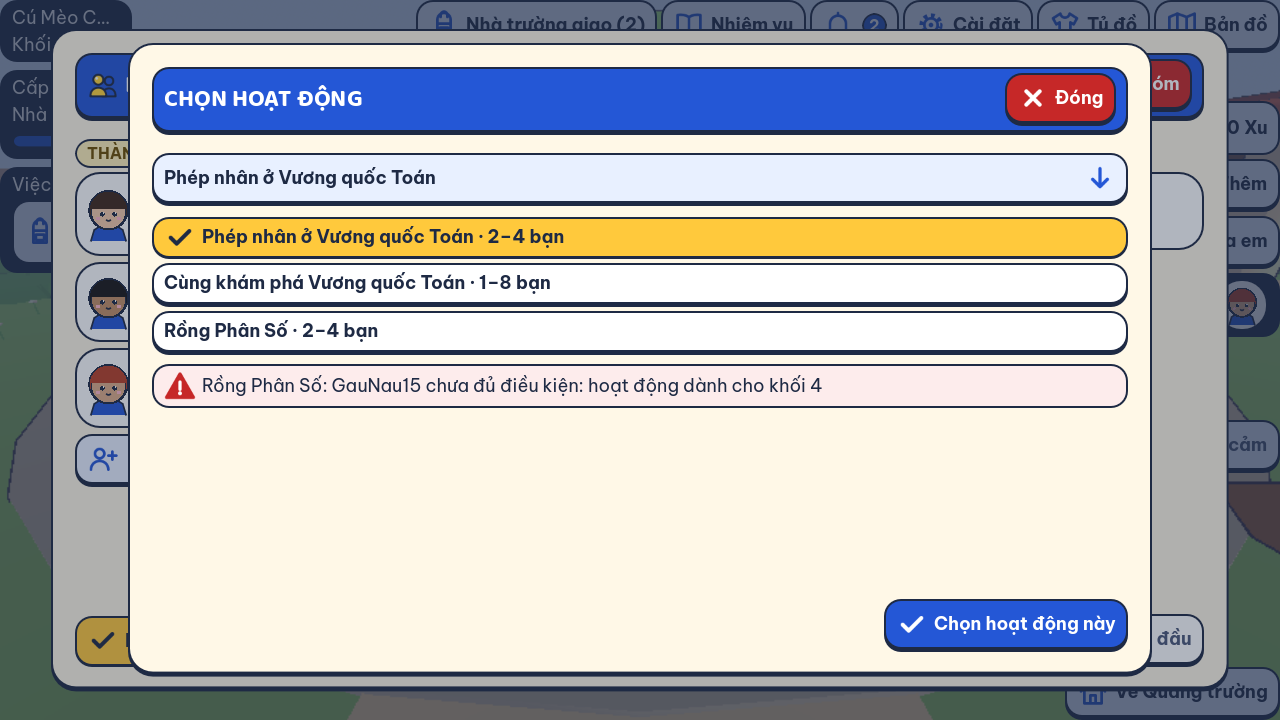 Cú Mèo C...
Khối
Cấp
Nhà
Việc
Nhà trường giao (2)
Nhiệm vụ
2
Cài đặt
Tủ đồ
Bản đồ
CHỌN HOẠT ĐỘNG
Đóng
Phép nhân ở Vương quốc Toán
Phép nhân ở Vương quốc Toán · 2–4 bạn
Cùng khám phá Vương quốc Toán · 1–8 bạn
Rồng Phân Số · 2–4 bạn
Rồng Phân Số: GauNau15 chưa đủ điều kiện: hoạt động dành cho khối 4
Chọn hoạt động này
0 Xu
em
cảm
đầu
Về Quảng trường